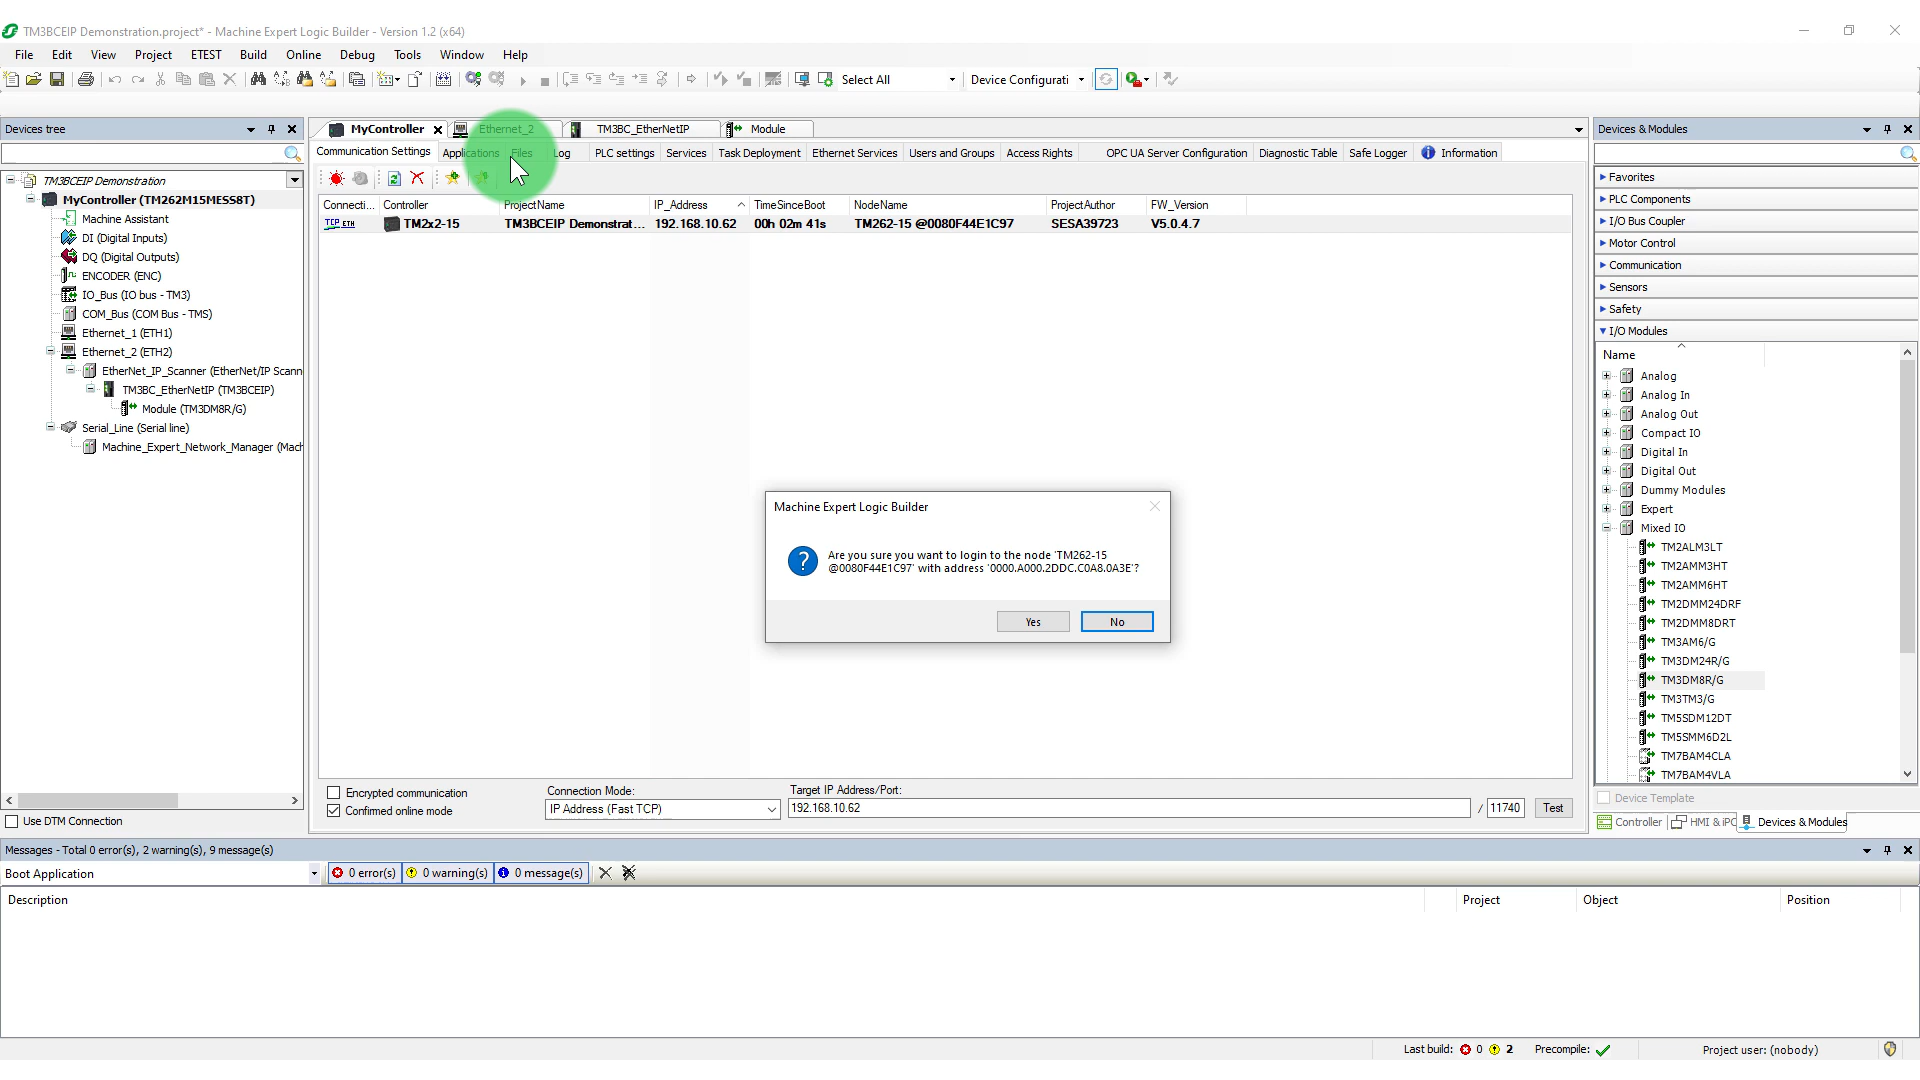 TM3BCEIP Demonstration.project* - Machine Expert Logic Builder - Version 1.2 (x64)
File Edit View Project ETEST Build Online Debug Tools Window Help
Select All Device Configurati
Devices tree
TM3BCEIP Demonstration
MyController (TM262M15MESS8T)
Machine Assistant
DI (Digital Inputs)
DQ (Digital Outputs)
ENCODER (ENC)
IO_Bus (IO bus - TM3)
COM_Bus (COM Bus - TMS)
Ethernet_1 (ETH1)
Ethernet_2 (ETH2)
EtherNet_IP_Scanner (EtherNet/IP Scann
TM3BC_EtherNetIP (TM3BCEIP)
Module (TM3DM8R/G)
Serial_Line (Serial line)
Machine_Expert_Network_Manager (Mach
Use DTM Connection
MyController Ethernet_2 TM3BC_EtherNetIP Module
Communication Settings Applications Files Log PLC settings Services Task Deployment Ethernet Services Users and Groups Access Rights OPC UA Server Configuration Diagnostic Table Safe Logger Information
Connecti... Controller ProjectName IP_Address TimeSinceBoot NodeName ProjectAuthor FW_Version
TCP ETH TM2x2-15 TM3BCEIP Demonstrat... 192.168.10.62 00h 02m 41s TM262-15 @0080F44E1C97 SESA39723 V5.0.4.7
Machine Expert Logic Builder
Are you sure you want to login to the node 'TM262-15
@0080F44E1C97' with address '0000.A000.2DDC.C0A8.0A3E'?
Yes No
Encrypted communication
Confirmed online mode
Connection Mode:
IP Address (Fast TCP)
Target IP Address/Port:
192.168.10.62 / 11740 Test
Devices & Modules
Favorites
PLC Components
I/O Bus Coupler
Motor Control
Communication
Sensors
Safety
I/O Modules
Name
Analog
Analog In
Analog Out
Compact IO
Digital In
Digital Out
Dummy Modules
Expert
Mixed IO
TM2ALM3LT
TM2AMM3HT
TM2AMM6HT
TM2DMM24DRF
TM2DMM8DRT
TM3AM6/G
TM3DM24R/G
TM3DM8R/G
TM3TM3/G
TM5SDM12DT
TM5SMM6D2L
TM7BAM4CLA
TM7BAM4VLA
Device Template
Controller HMI & iPC Devices & Modules
Messages - Total 0 error(s), 2 warning(s), 9 message(s)
Boot Application 0 error(s) 0 warning(s) 0 message(s)
Description Project Object Position
Last build: 0 2 Precompile: Project user: (nobody)